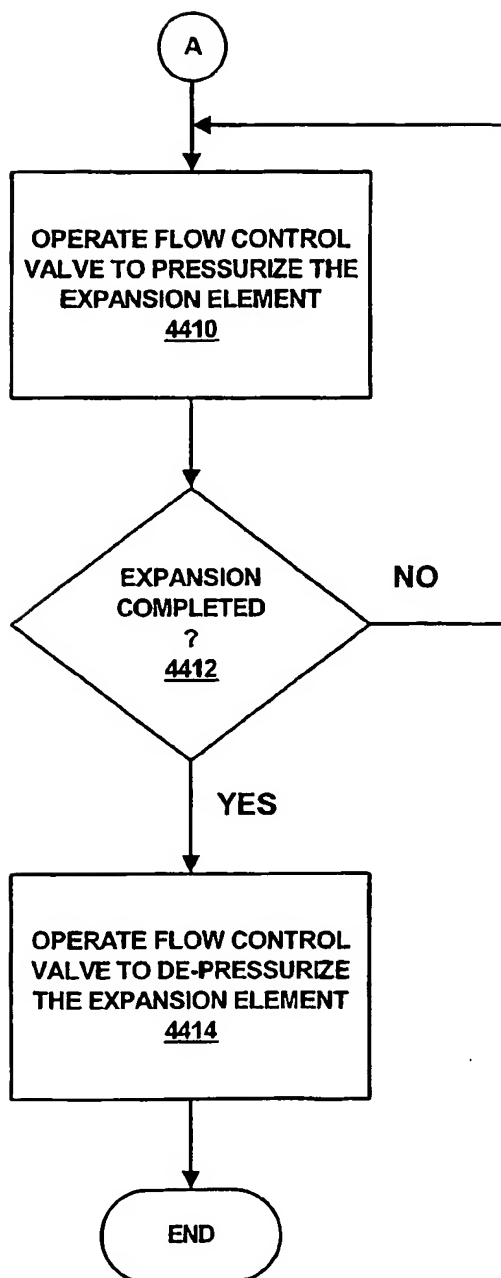 A
OPERATE FLOW CONTROL
VALVE TO PRESSURIZE THE
EXPANSION ELEMENT
4410
EXPANSION
COMPLETED
?
4412
NO
YES
OPERATE FLOW CONTROL
VALVE TO DE-PRESSURIZE
THE EXPANSION ELEMENT
4414
END